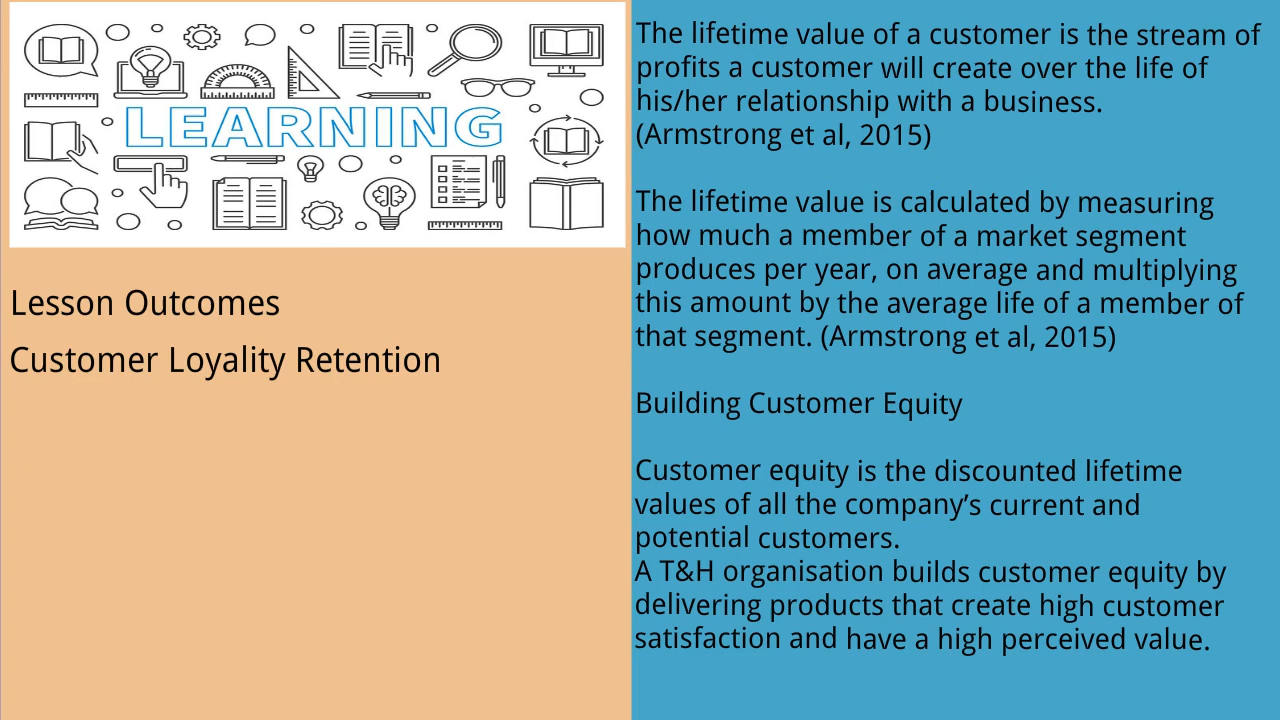 LEARNING
Lesson Outcomes
Customer Loyality Retention
The lifetime value of a customer is the stream of
profits a customer will create over the life of
his/her relationship with a business.
(Armstrong et al, 2015)
The lifetime value is calculated by measuring
how much a member of a market segment
produces per year, on average and multiplying
this amount by the average life of a member of
that segment. (Armstrong et al, 2015)
Building Customer Equity
Customer equity is the discounted lifetime
values of all the company’s current and
potential customers.
A T&H organisation builds customer equity by
delivering products that create high customer
satisfaction and have a high perceived value.